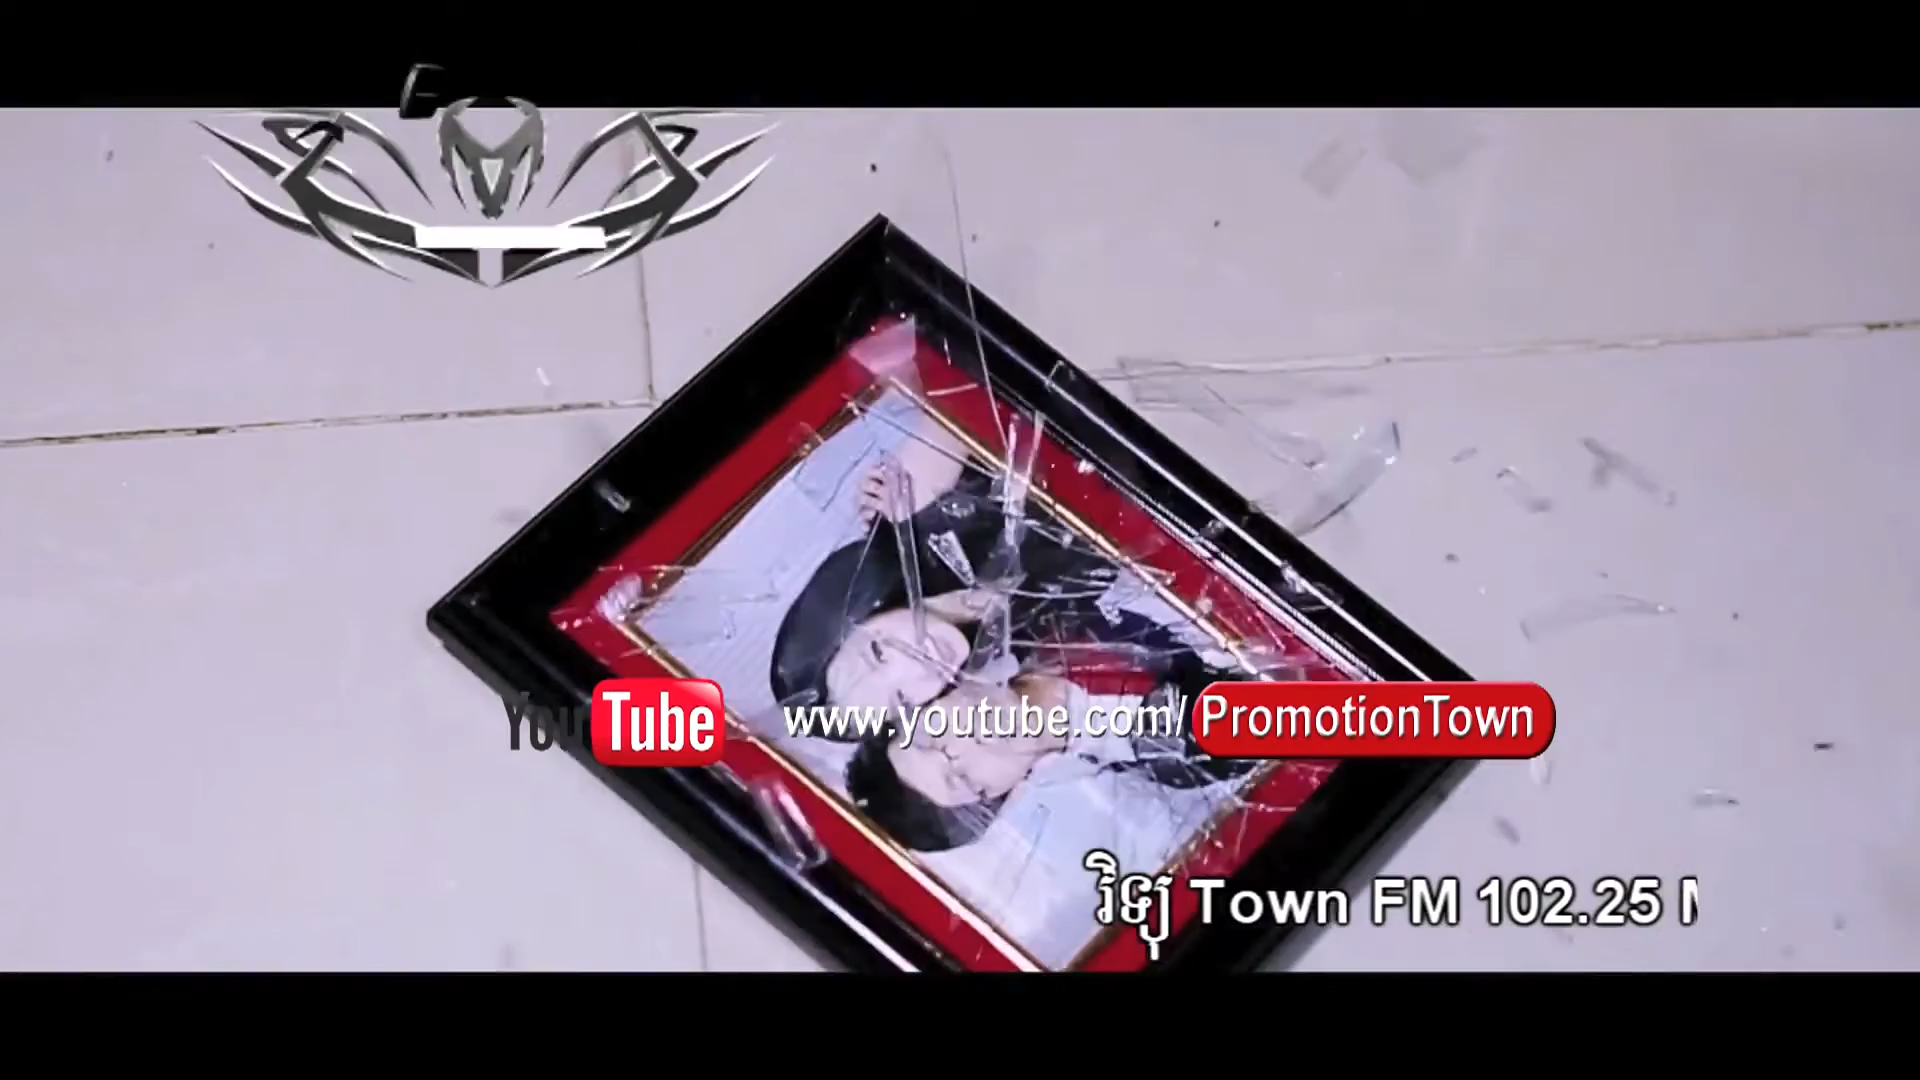 YouTube www.youtube.com/ PromotionTown
វិទ្យុ Town FM 102.25 M